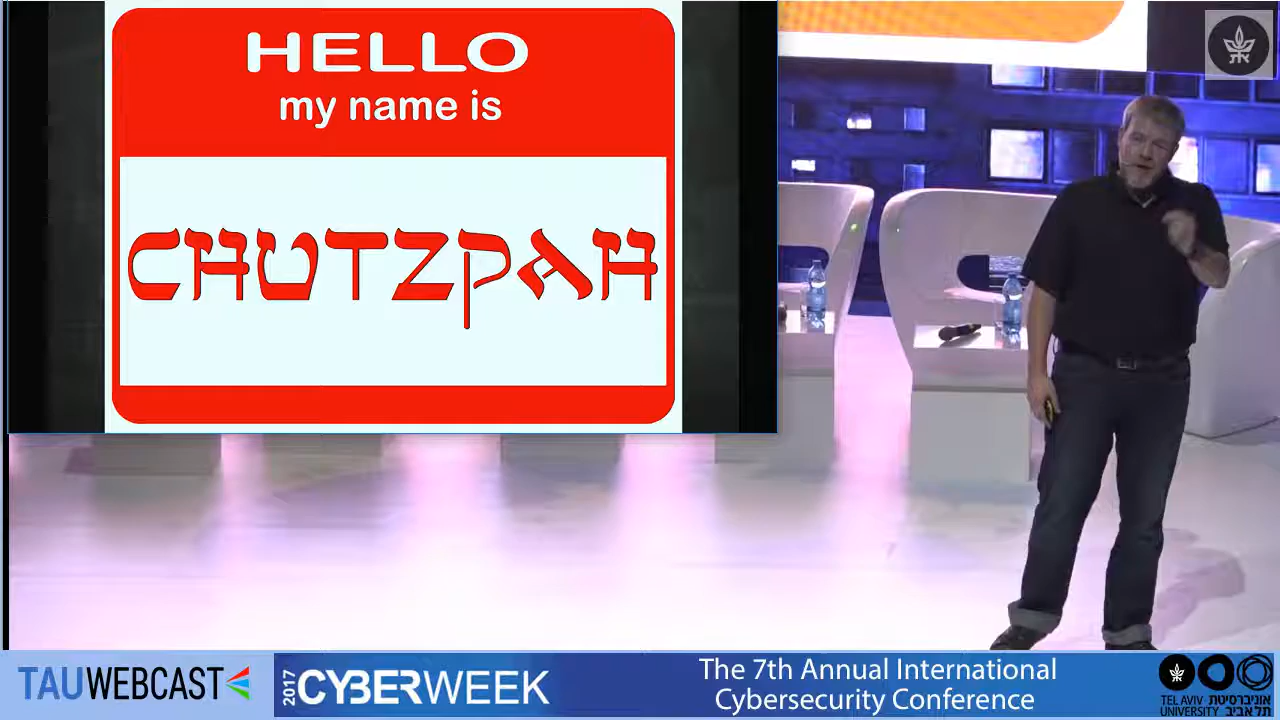 HELLO
my name is
CHUTZPAH
את
TAUWEBCAST
2017
CYBERWEEK
The 7th Annual International
Cybersecurity Conference
TEL AVIV אוניברסיטת
UNIVERSITY תל אביב